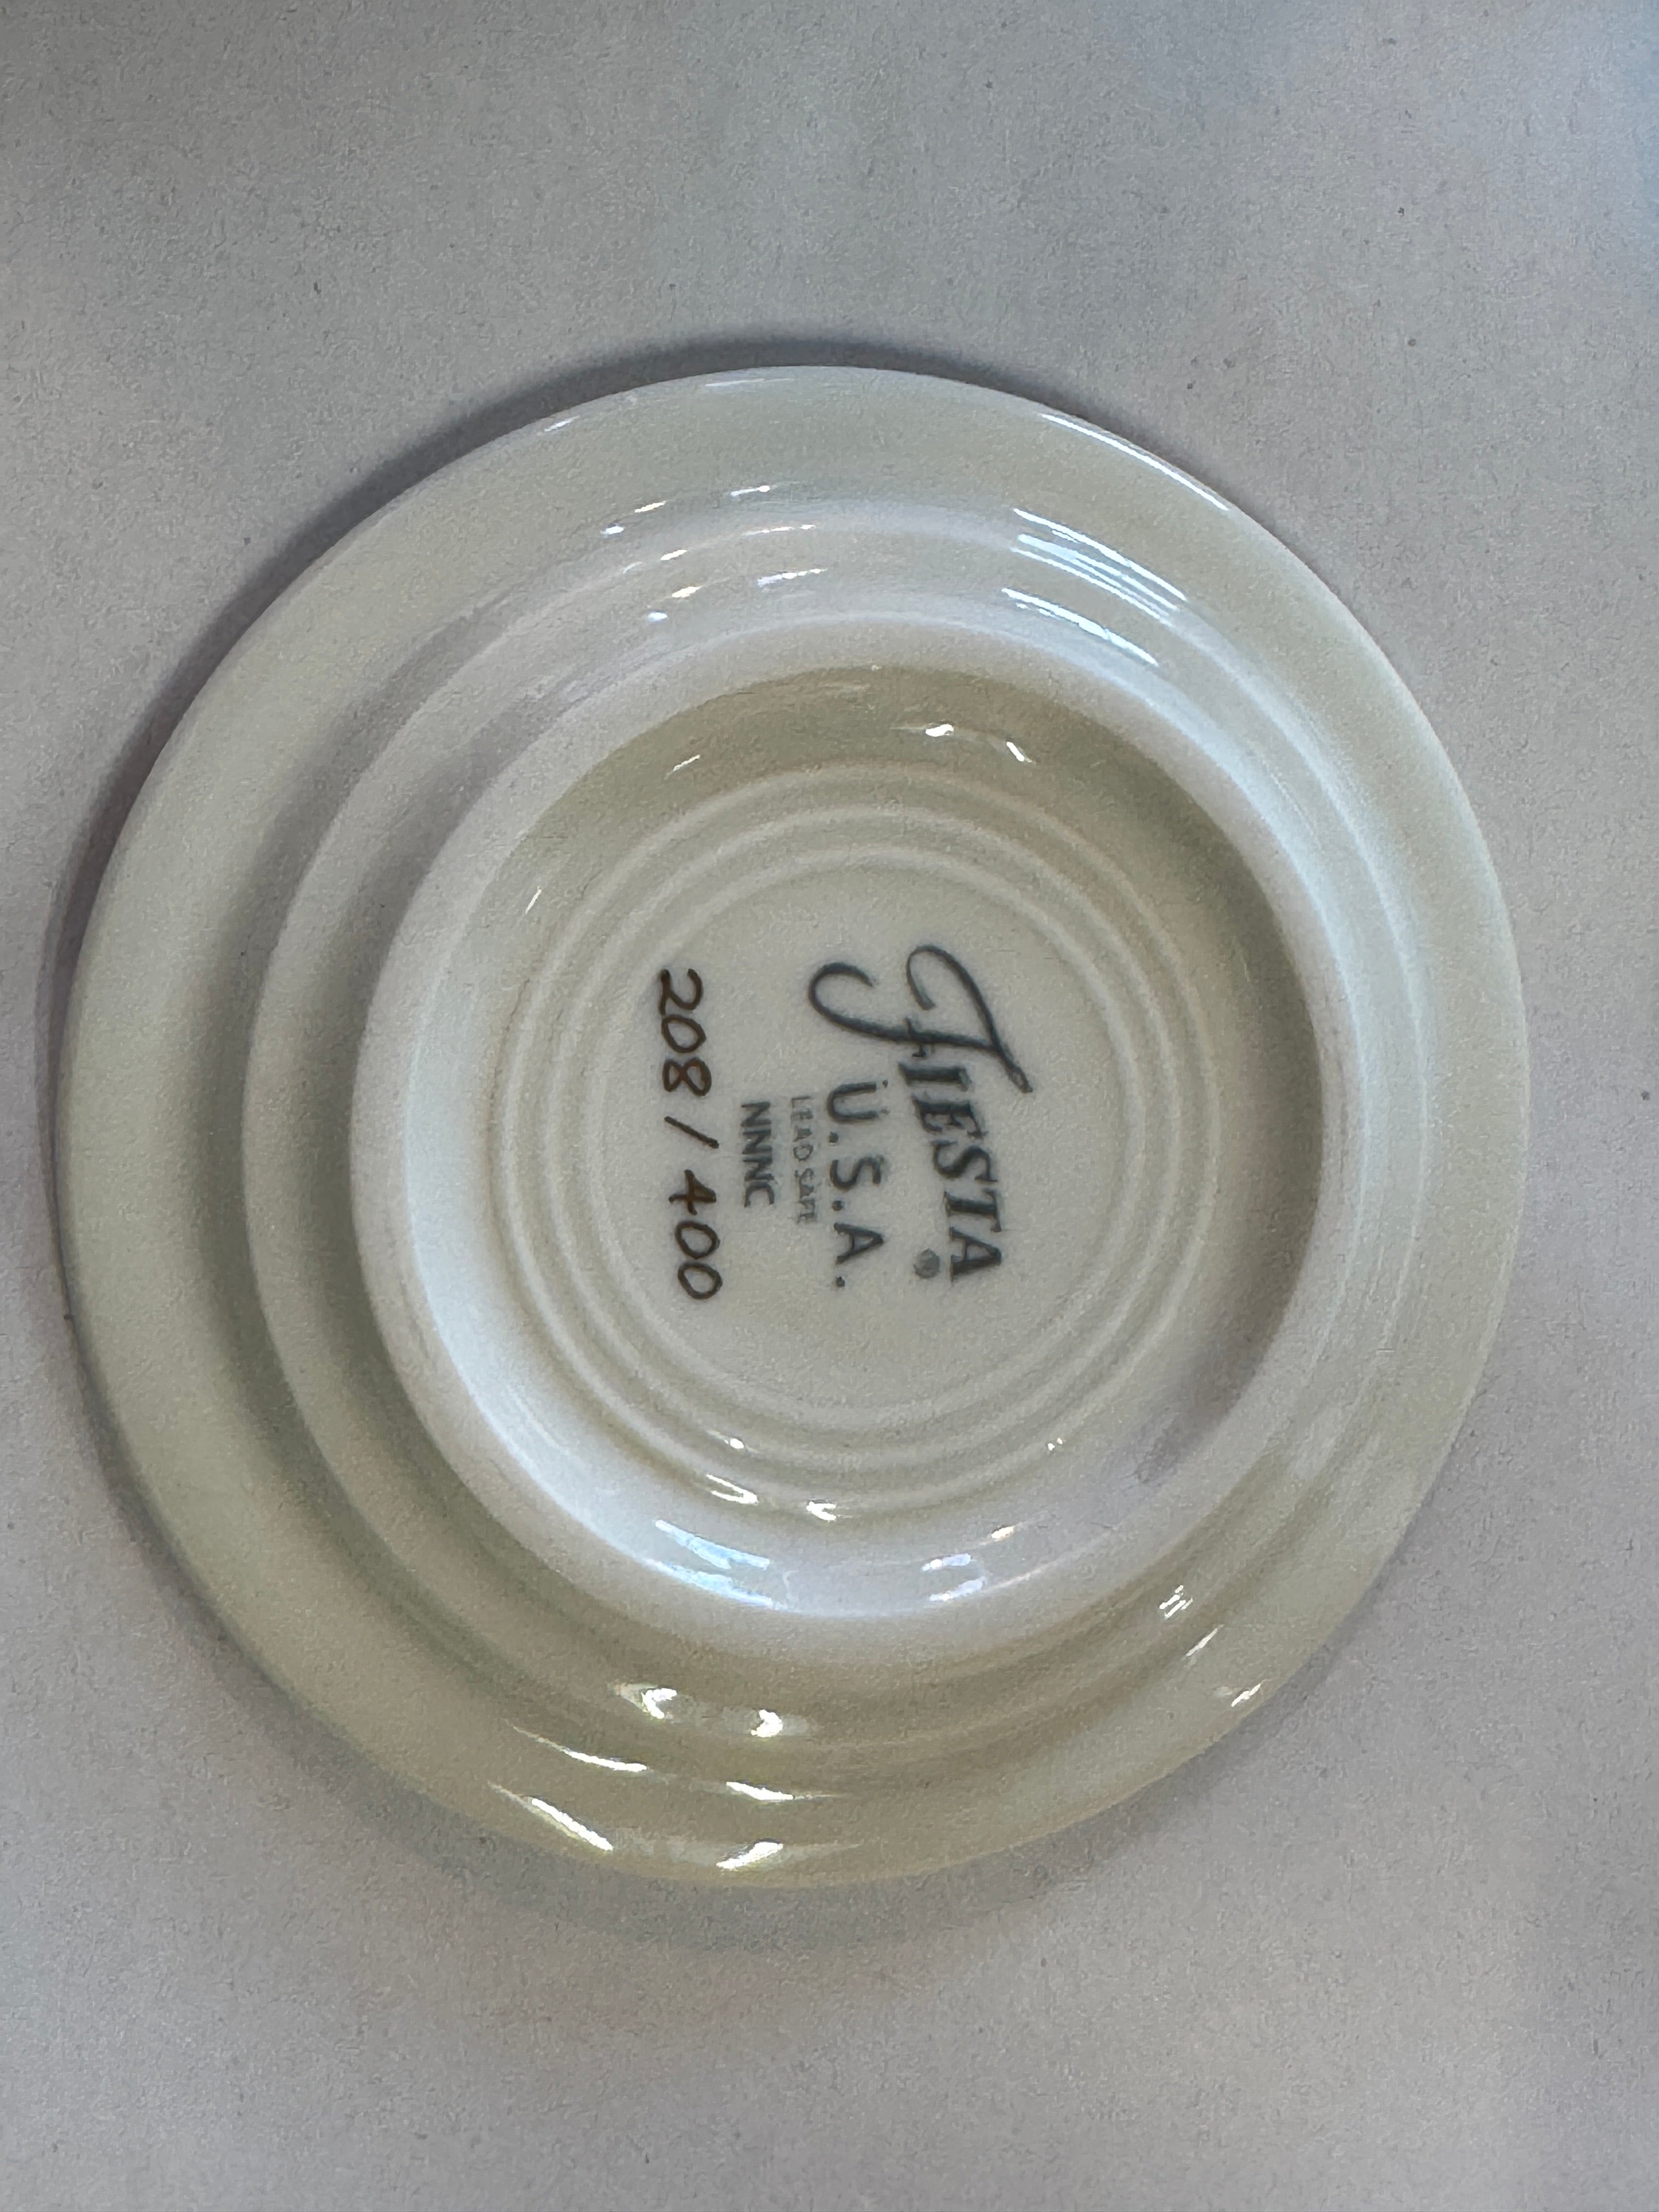 FIESTA
U.S.A.
LEAD SAFE
NNNC
208/400